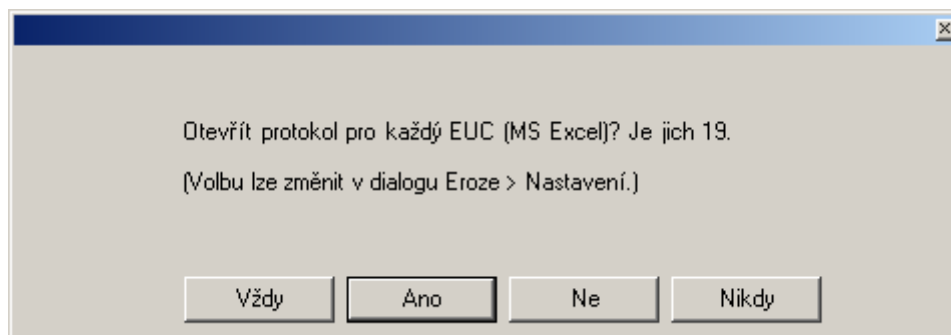 Otevřít protokol pro každý EUC (MS Excel)? Je jich 19.
(Volbu lze změnit v dialogu Eroze > Nastavení.)
Vždy Ano Ne Nikdy